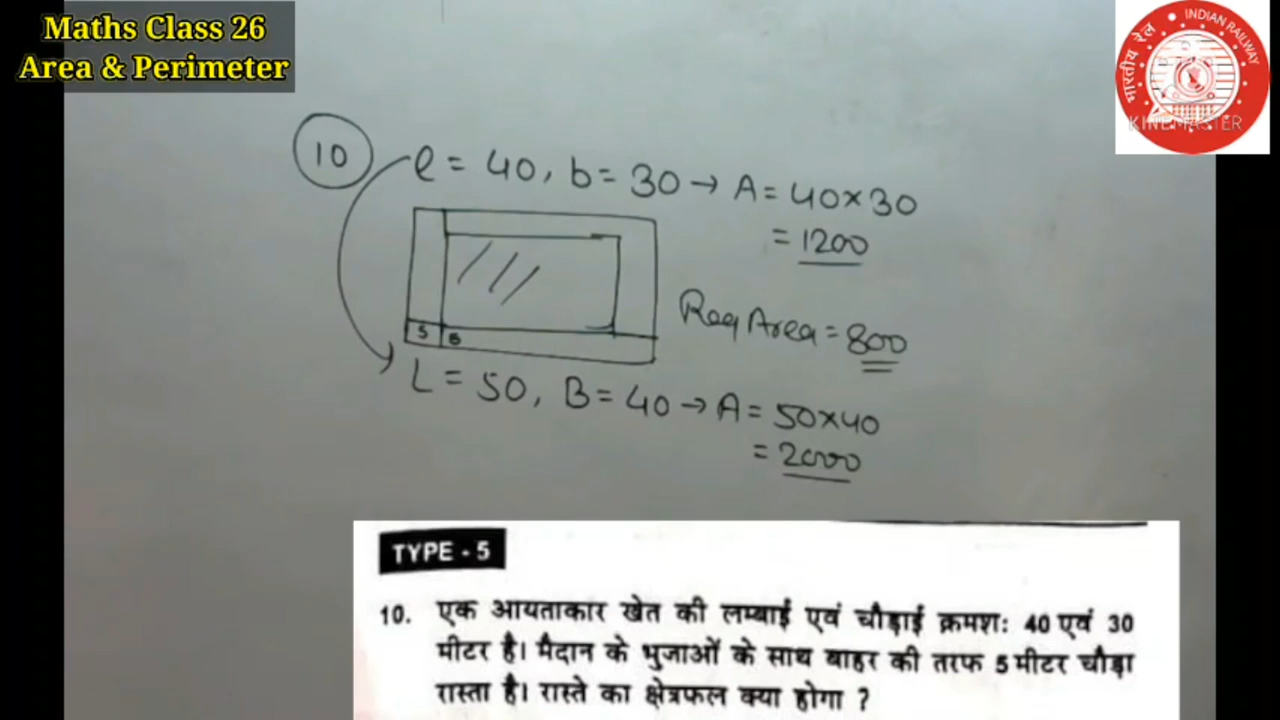 Maths Class 26
Area & Perimeter
INDIAN RAILWAY
भारतीय रेल
KINEMASTER
10
l = 40, b = 30 → A = 40×30
= 1200
Req Area = 800
5
5
L = 50, B = 40 → A = 50×40
= 2000
TYPE - 5
10. एक आयताकार खेत की लम्बाई एवं चौड़ाई क्रमशः 40 एवं 30
मीटर है। मैदान के भुजाओं के साथ बाहर की तरफ 5 मीटर चौड़ा
रास्ता है। रास्ते का क्षेत्रफल क्या होगा ?